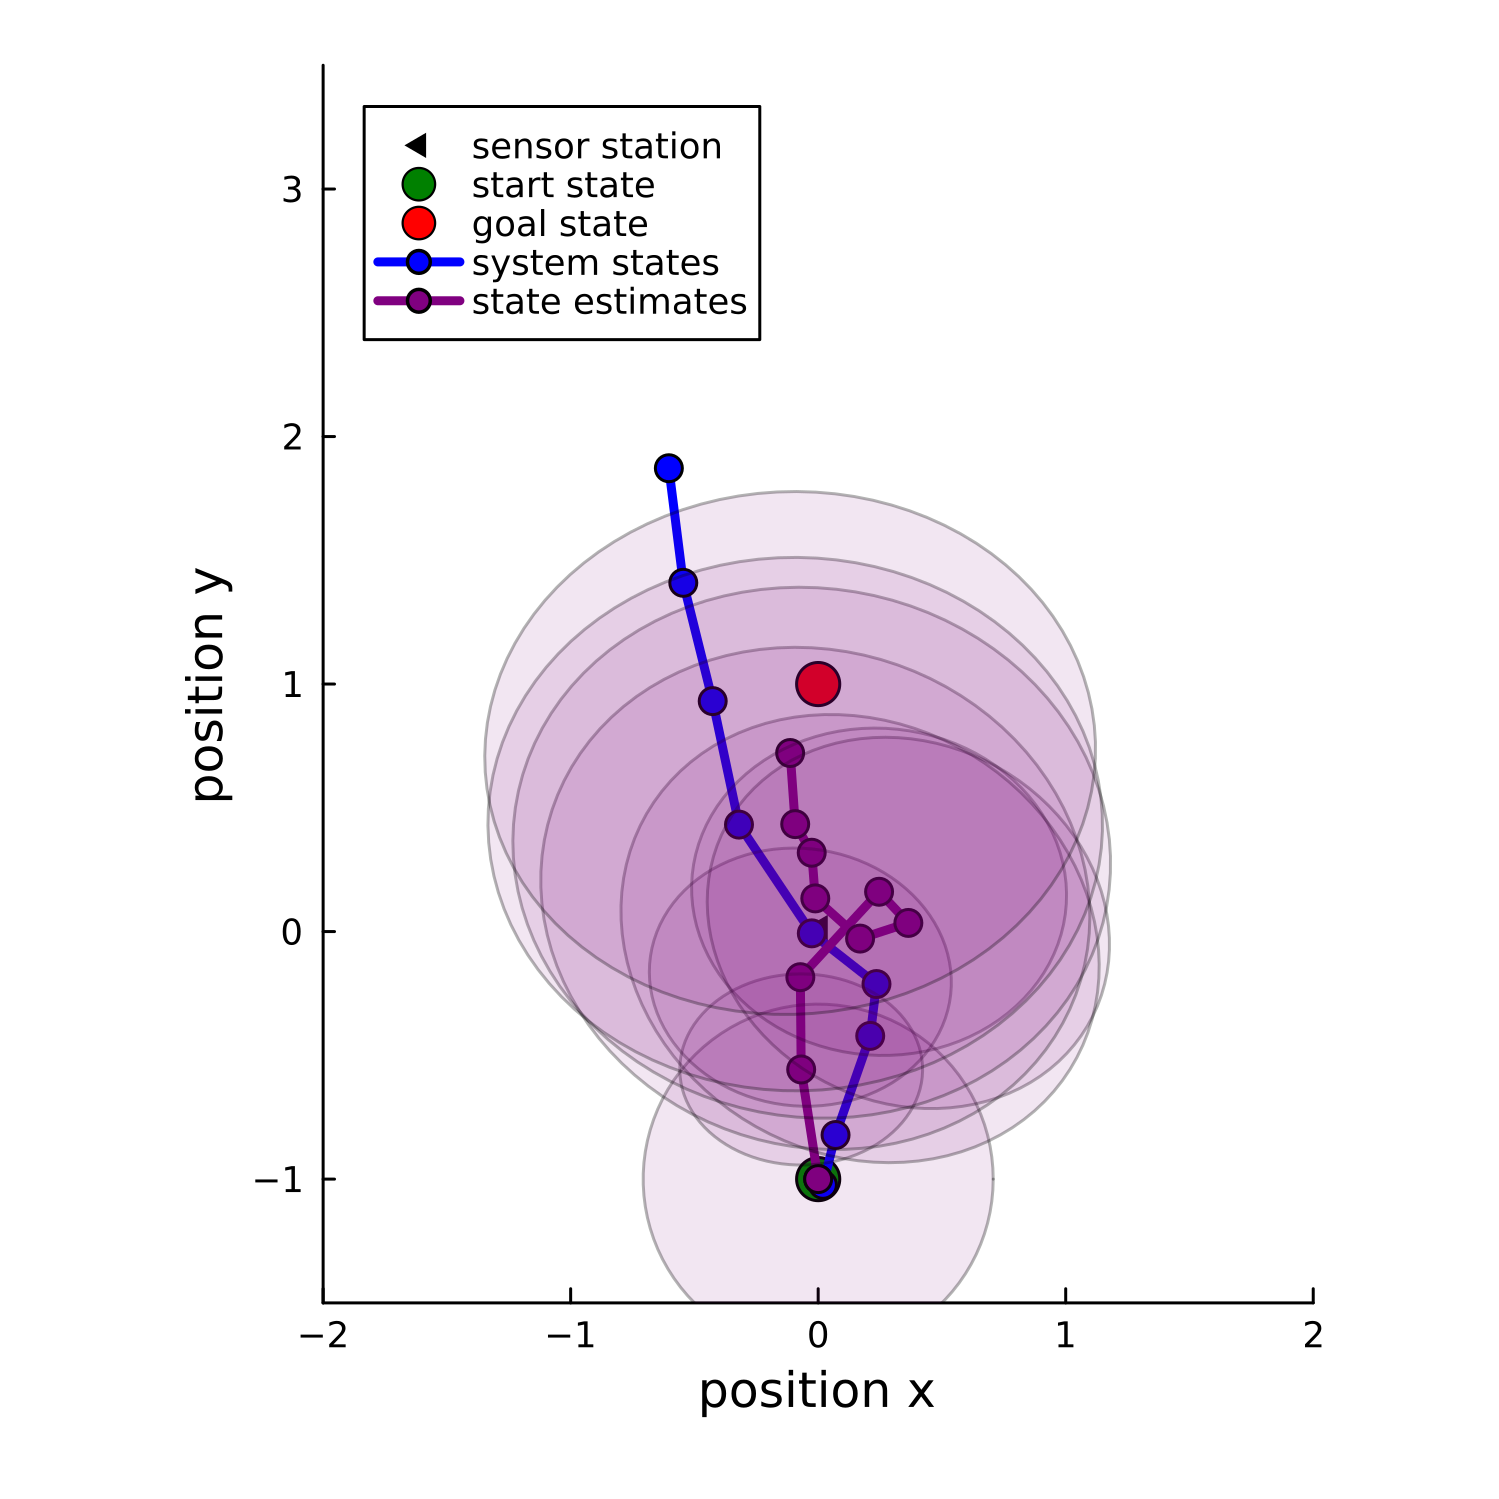 sensor station
start state
goal state
system states
state estimates
3
2
1
0
−1
position y
−2 −1 0 1 2
position x